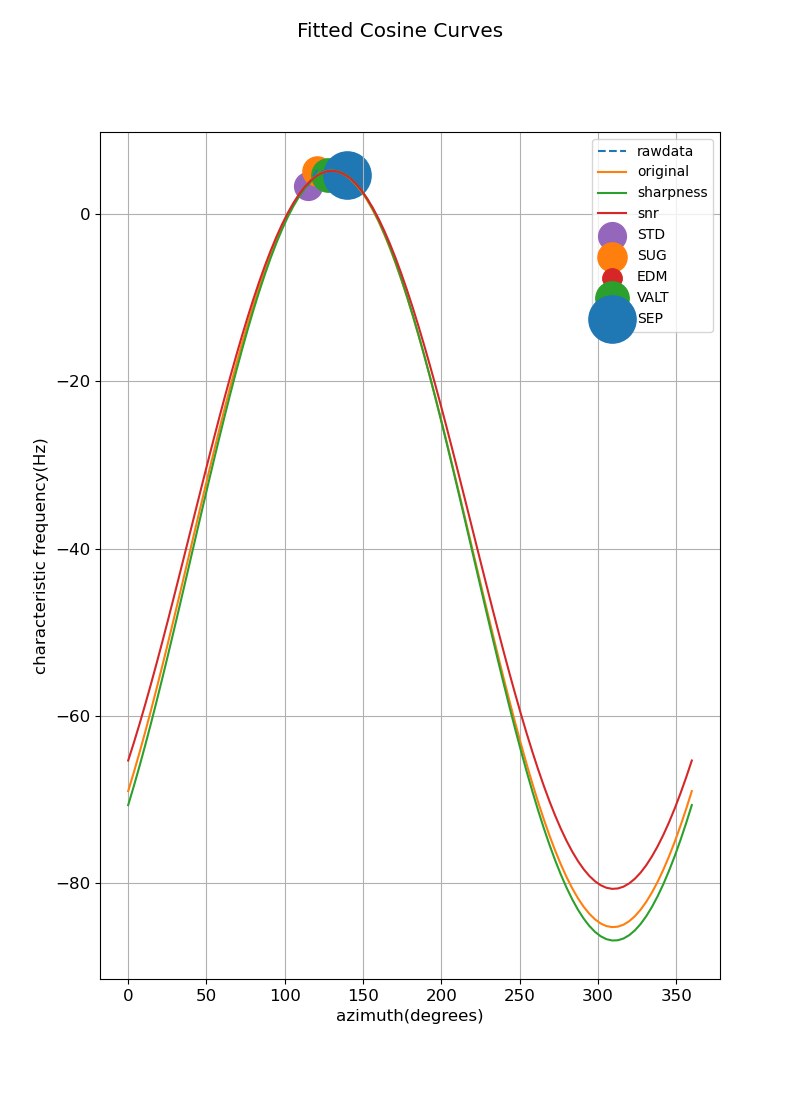 Fitted Cosine Curves
rawdata
original
sharpness
snr
STD
SUG
EDM
VALT
SEP
characteristic frequency(Hz)
0
−20
−40
−60
−80
0 50 100 150 200 250 300 350
azimuth(degrees)